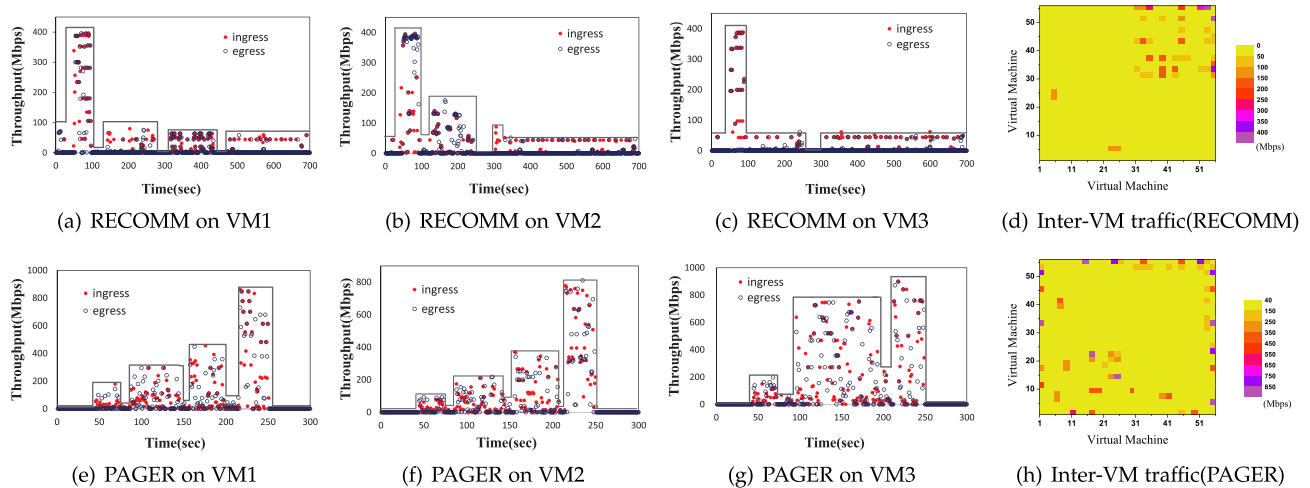 Throughput(Mbps)
400
300
200
100
0
ingress
egress
0 100 200 300 400 500 600 700
Time(sec)
(a) RECOMM on VM1
Throughput(Mbps)
400
300
200
100
0
ingress
egress
0 100 200 300 400 500 600 700
Time(sec)
(b) RECOMM on VM2
Throughput(Mbps)
400
300
200
100
0
ingress
egress
0 100 200 300 400 500 600 700
Time(sec)
(c) RECOMM on VM3
Virtual Machine
50
40
30
20
10
1 11 21 31 41 51
Virtual Machine
0
50
100
150
200
250
300
350
400
(Mbps)
(d) Inter-VM traffic(RECOMM)
Throughput(Mbps)
1000
800
600
400
200
0
ingress
egress
0 50 100 150 200 250 300
Time(sec)
(e) PAGER on VM1
Throughput(Mbps)
800
600
400
200
0
ingress
egress
0 50 100 150 200 250 300
Time(sec)
(f) PAGER on VM2
Throughput(Mbps)
1000
800
600
400
200
0
ingress
egress
0 50 100 150 200 250 300
Time(sec)
(g) PAGER on VM3
Virtual Machine
50
40
30
20
10
1 11 21 31 41 51
Virtual Machine
40
150
250
350
450
550
650
750
850
(Mbps)
(h) Inter-VM traffic(PAGER)